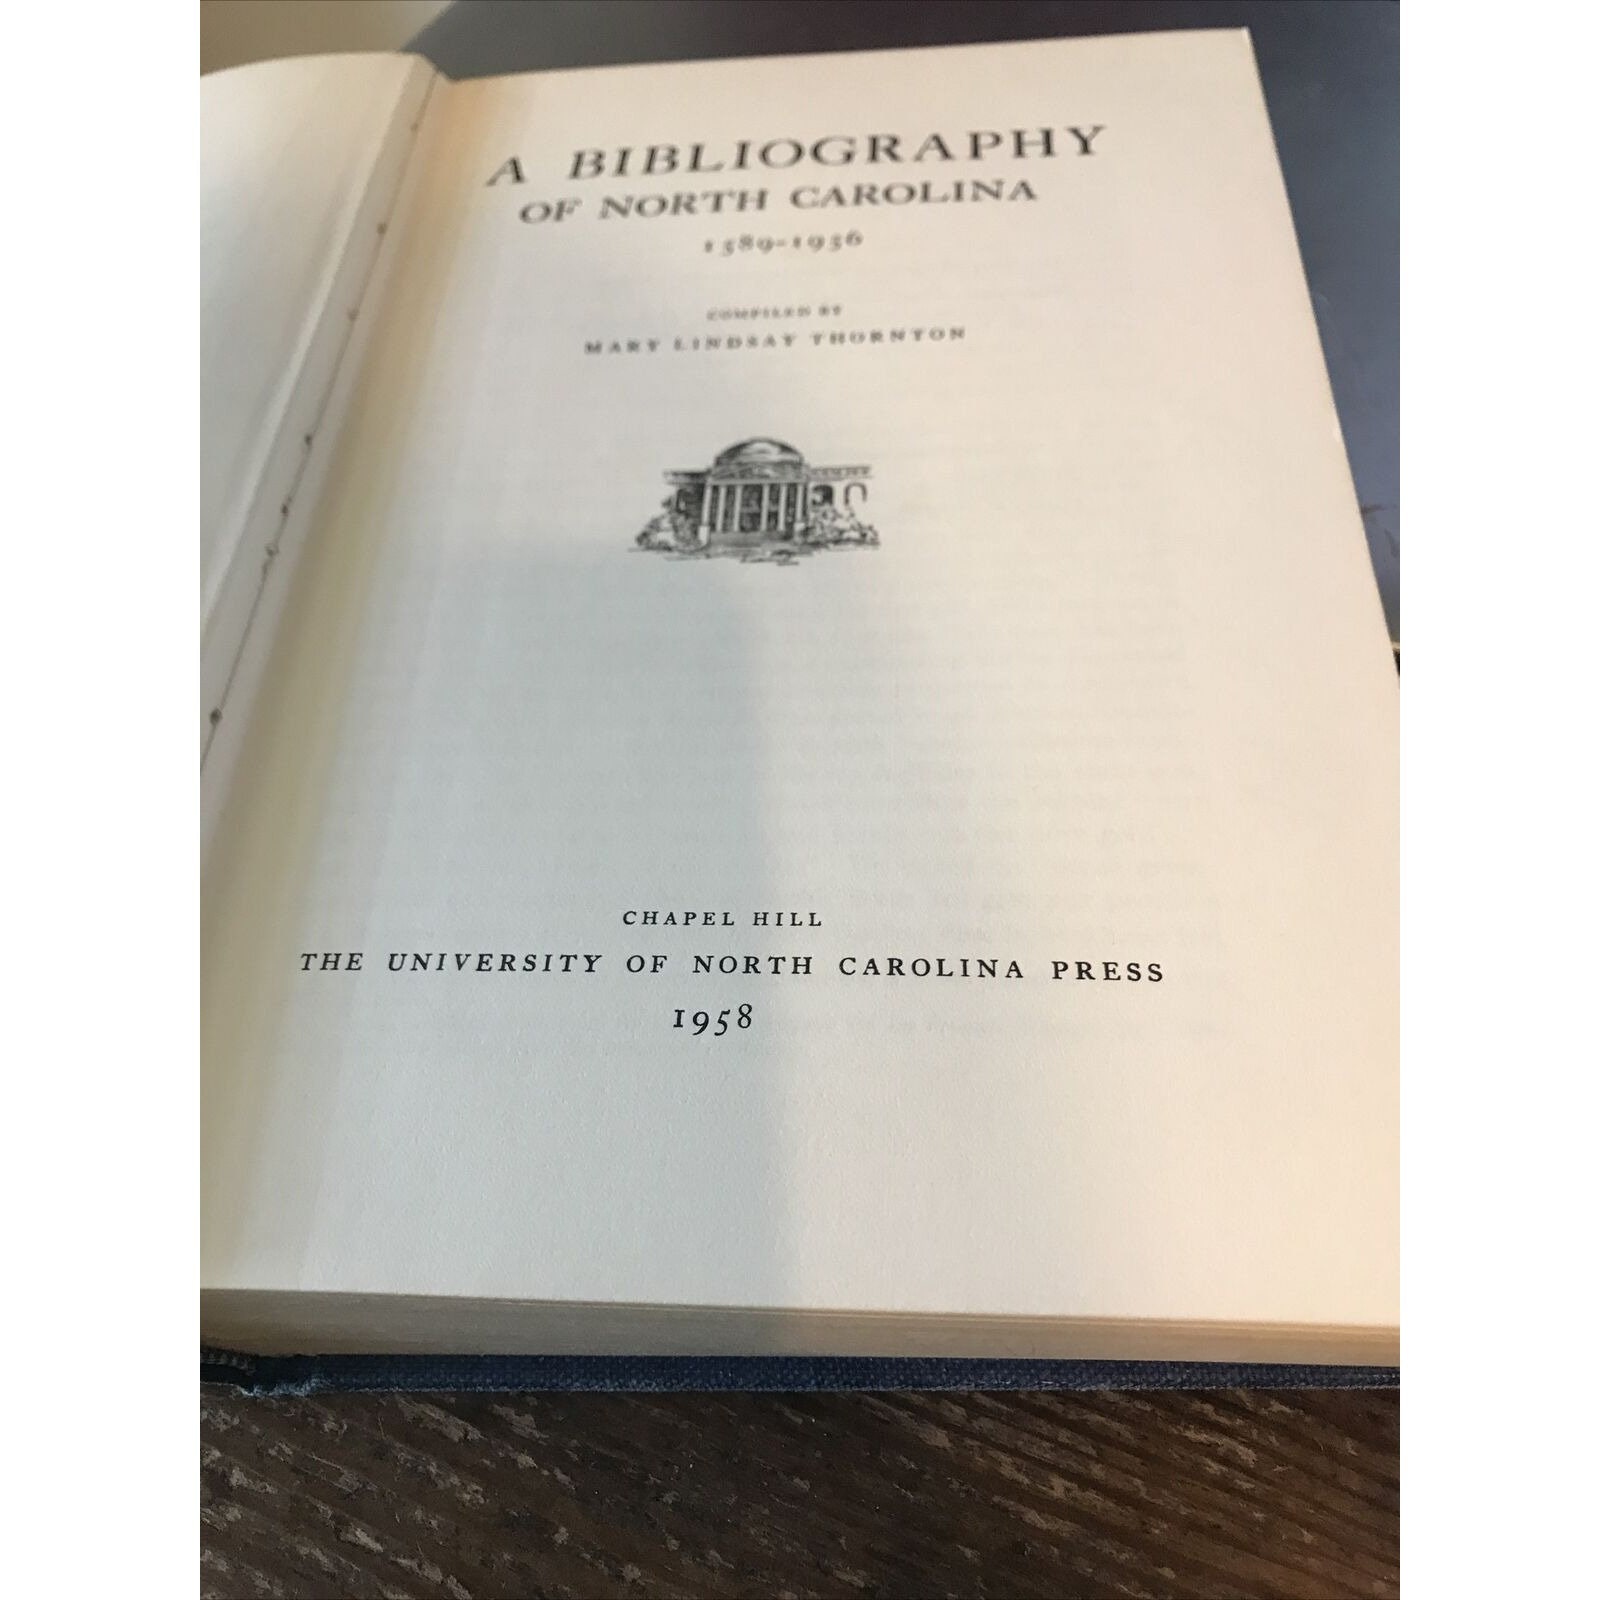 A BIBLIOGRAPHY
OF NORTH CAROLINA
1589-1956
COMPILED BY
MARY LINDSAY THORNTON
CHAPEL HILL
THE UNIVERSITY OF NORTH CAROLINA PRESS
1958